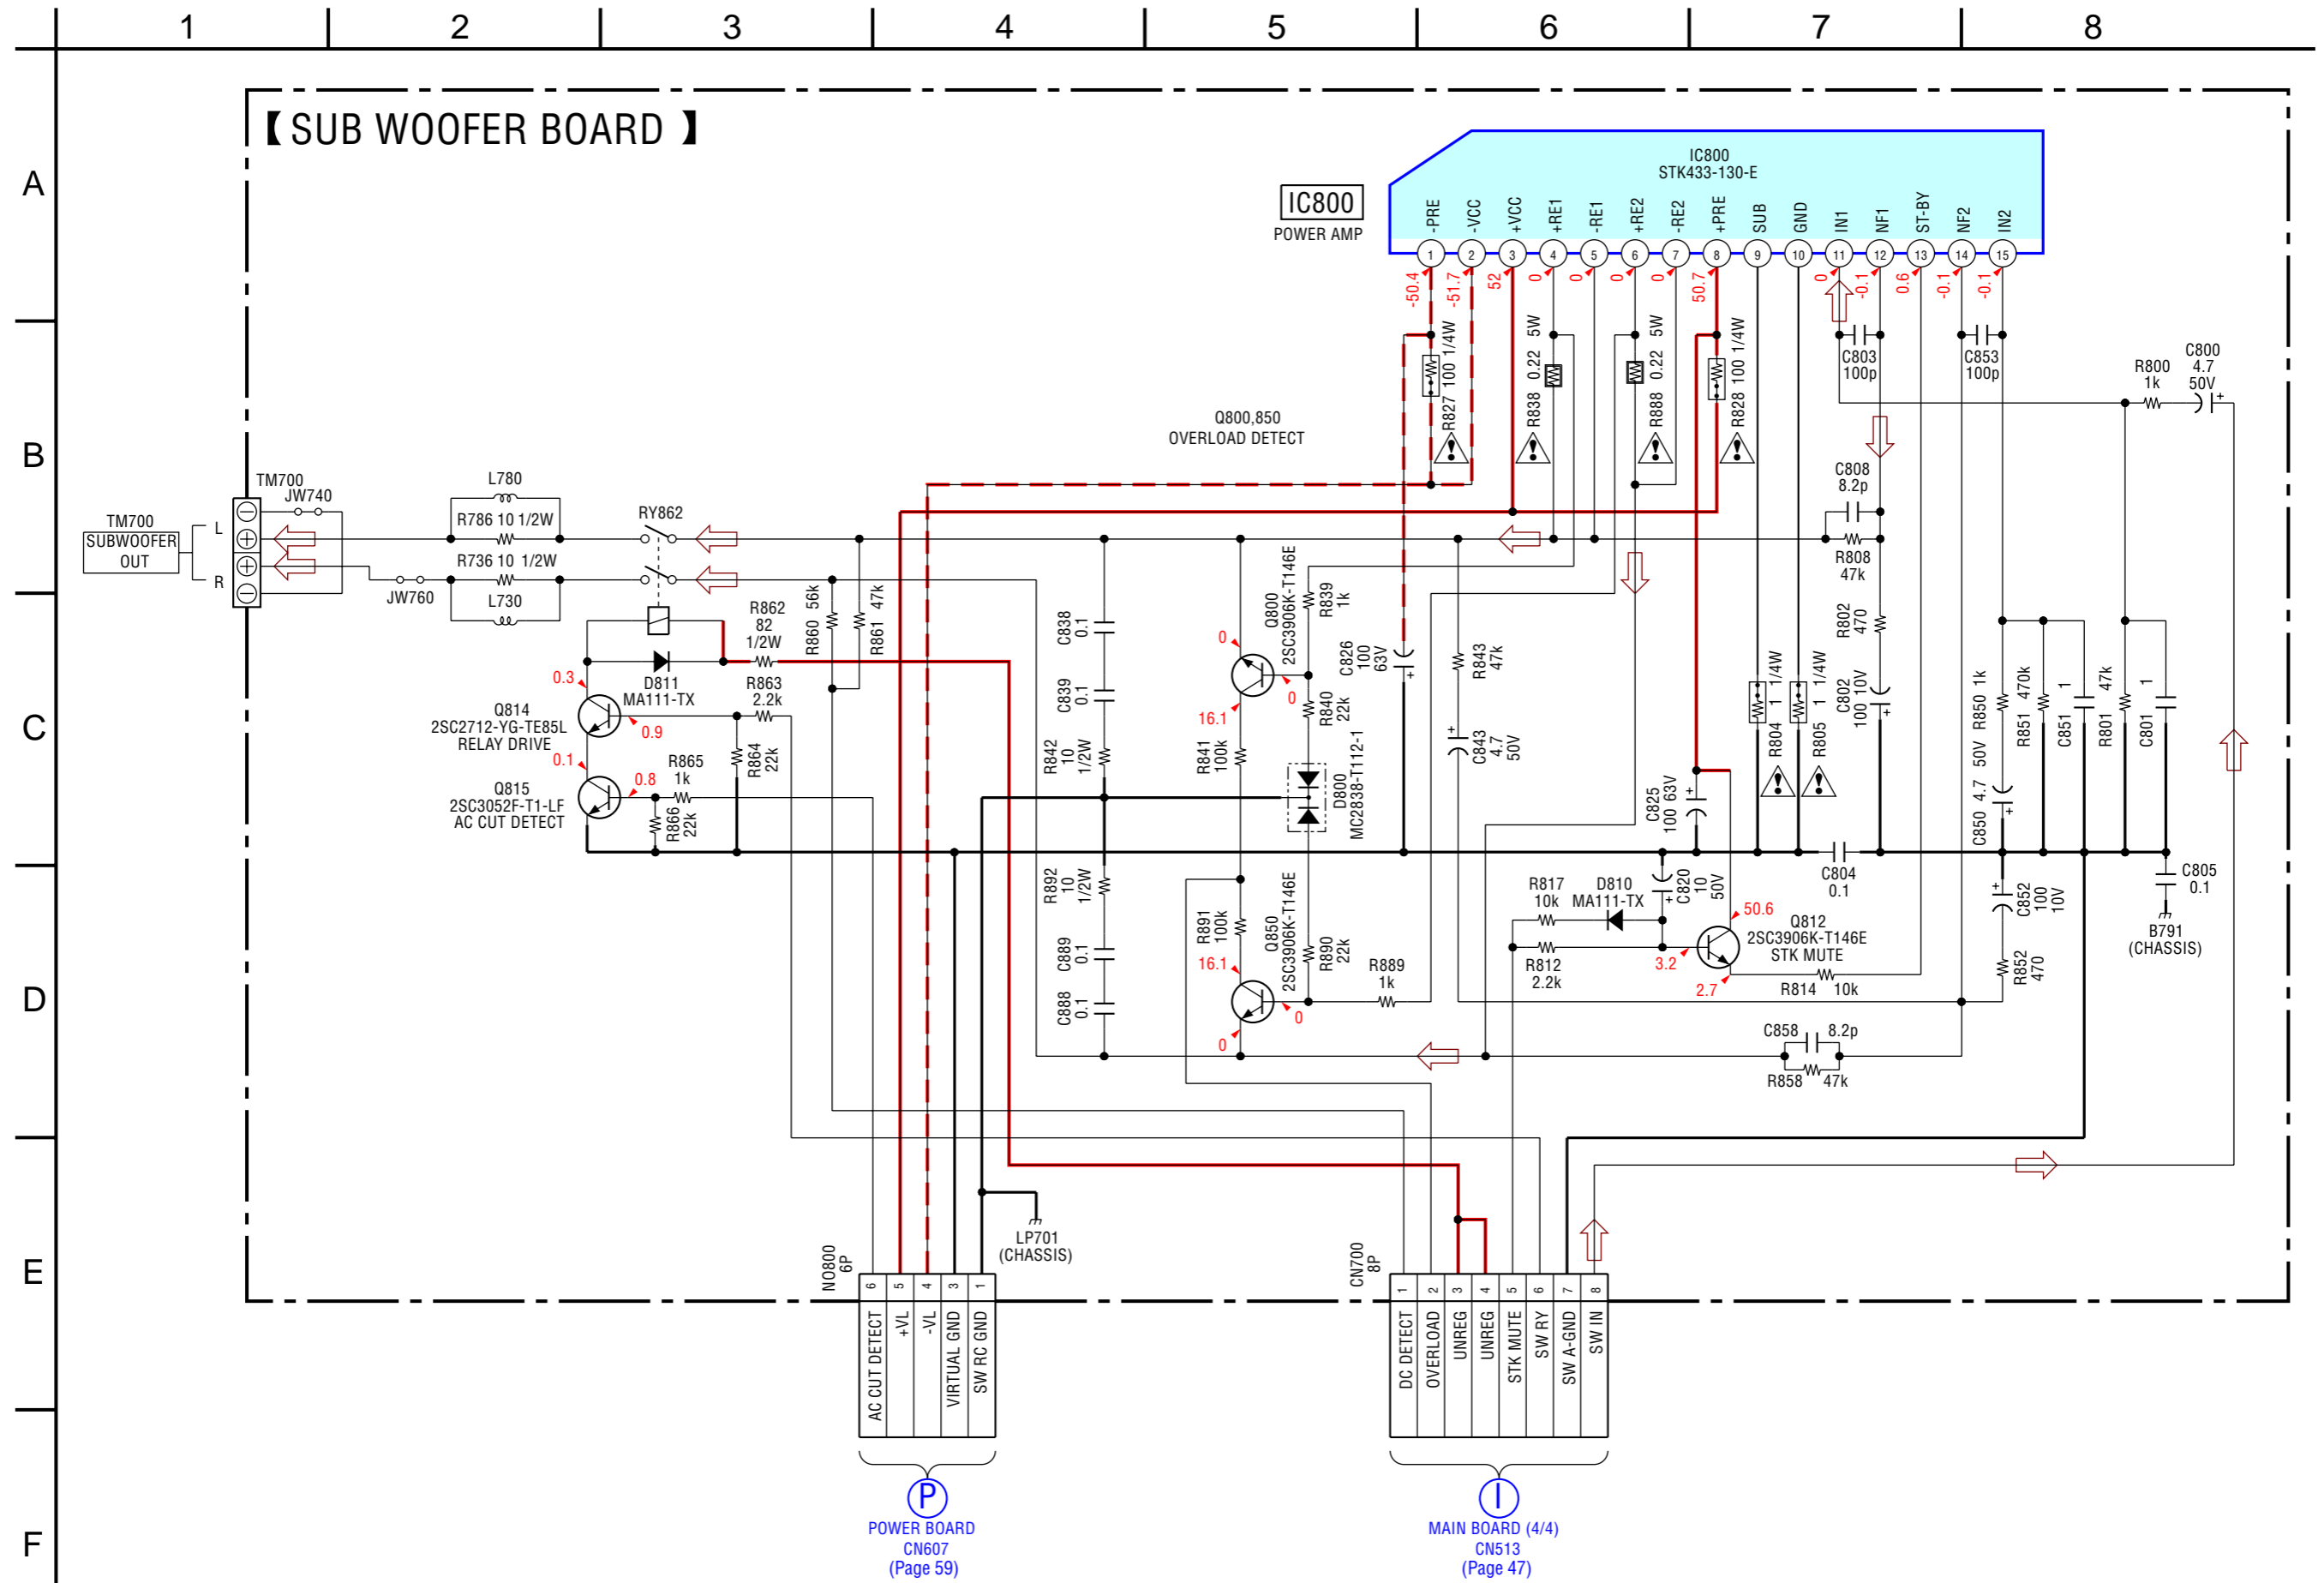 1 2 3 4 5 6 7 8
A
B
C
D
E
F
【 SUB WOOFER BOARD 】
IC800
STK433-130-E
IC800
POWER AMP
-PRE
-VCC
+VCC
+RE1
-RE1
+RE2
-RE2
+PRE
SUB
GND
IN1
NF1
ST-BY
NF2
IN2
1 2 3 4 5 6 7 8 9 10 11 12 13 14 15
-50.4
-51.7
52
0
0
0
0
50.7
0
-0.1
0.6
-0.1
-0.1
R827 100 1/4W
R838 0.22 5W
R888 0.22 5W
R828 100 1/4W
C803
100p
C853
100p
R800
1k
C800
4.7
50V
+
Q800,850
OVERLOAD DETECT
C808
8.2p
R808
47k
TM700
JW740
TM700
SUBWOOFER
OUT
L
R
L780
R786 10 1/2W
R736 10 1/2W
L730
JW760
RY862
R862
82
1/2W
R860 56k
R861 47k
D811
MA111-TX
R863
2.2k
0.3
Q814
2SC2712-YG-TE85L
RELAY DRIVE
0.9
0.1
R864
22k
R865
1k
0.8
Q815
2SC3052F-T1-LF
AC CUT DETECT
R866
22k
C838
0.1
C839
0.1
R842
10
1/2W
R892
10
1/2W
C889
0.1
C888
0.1
Q800
2SC3906K-T146E
0
0
16.1
R839
1k
R840
22k
R841
100k
D800
MC2838-T112-1
C826
100
63V
+
R843
47k
+
C843
4.7
50V
R891
100k
Q850
2SC3906K-T146E
R890
22k
16.1
0
0
R889
1k
R802
470
C802
100 10V
+
R804 1 1/4W
R805 1 1/4W
C825
100 63V
+
C804
0.1
R850 1k
C850 4.7 50V
+
R851 470k
C851 1
R801 47k
C801 1
C805
0.1
B791
(CHASSIS)
+
C852
100
10V
R852
470
R817
10k
D810
MA111-TX
C820
10
50V
+
R812
2.2k
50.6
Q812
2SC3906K-T146E
STK MUTE
3.2
2.7
R814 10k
C858 8.2p
R858 47k
LP701
(CHASSIS)
NO800
6P
6 5 4 3 1
AC CUT DETECT
+VL
-VL
VIRTUAL GND
SW RC GND
CN700
8P
1 2 3 4 5 6 7 8
DC DETECT
OVERLOAD
UNREG
UNREG
STK MUTE
SW RY
SW A-GND
SW IN
P
POWER BOARD
CN607
(Page 59)
I
MAIN BOARD (4/4)
CN513
(Page 47)